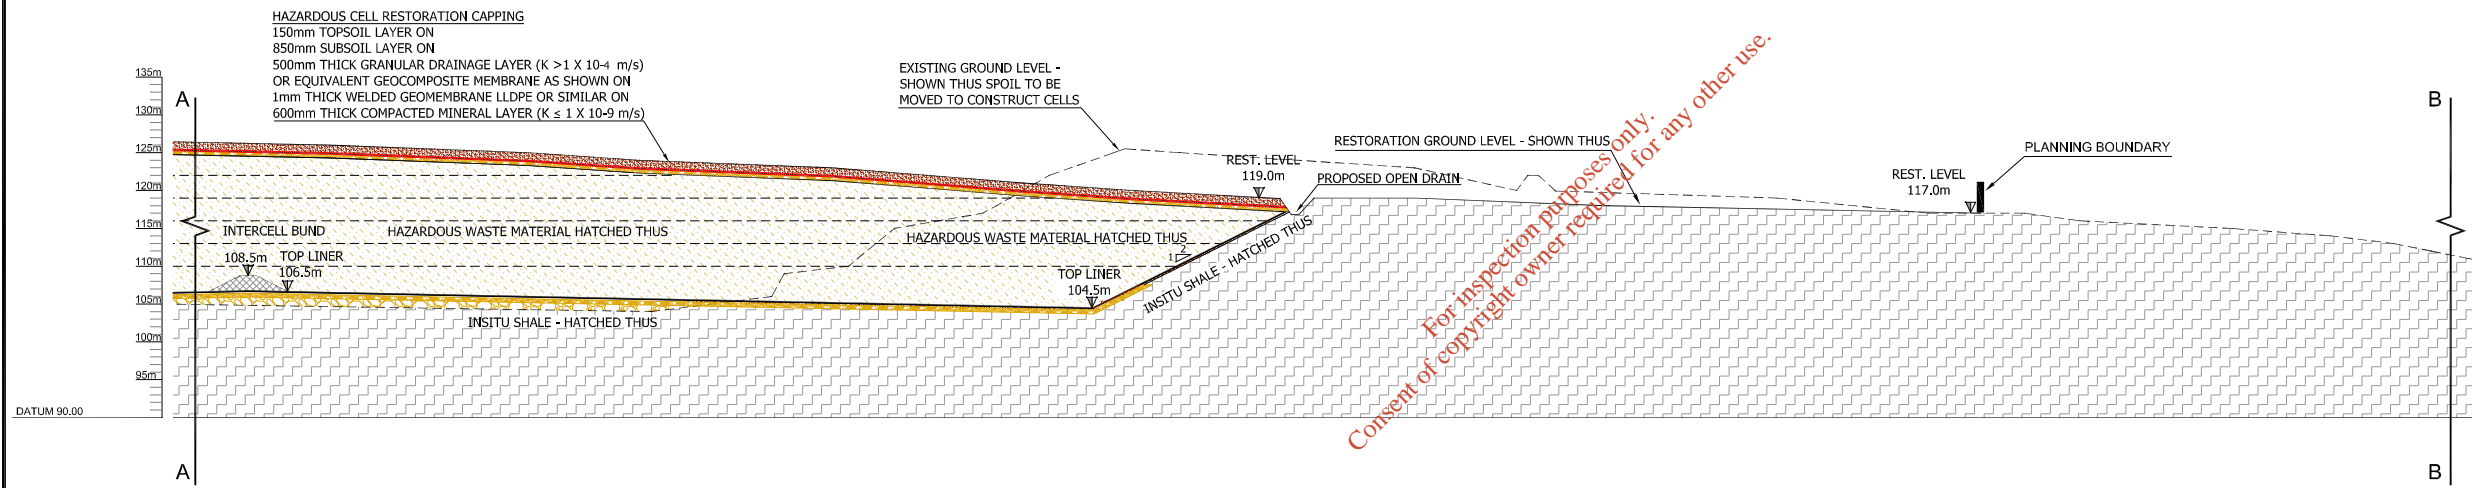 HAZARDOUS CELL RESTORATION CAPPING
150mm TOPSOIL LAYER ON
850mm SUBSOIL LAYER ON
500mm THICK GRANULAR DRAINAGE LAYER (K >1 X 10-4 m/s)
OR EQUIVALENT GEOCOMPOSITE MEMBRANE AS SHOWN ON
1mm THICK WELDED GEOMEMBRANE LLDPE OR SIMILAR ON
600mm THICK COMPACTED MINERAL LAYER (K ≤ 1 X 10-9 m/s)
EXISTING GROUND LEVEL -
SHOWN THUS SPOIL TO BE
MOVED TO CONSTRUCT CELLS
135m
130m
125m
120m
115m
110m
105m
100m
95m
DATUM 90.00
A
A
B
B
RESTORATION GROUND LEVEL - SHOWN THUS
PLANNING BOUNDARY
REST. LEVEL
119.0m
PROPOSED OPEN DRAIN
REST. LEVEL
117.0m
INTERCELL BUND
108.5m
TOP LINER
106.5m
HAZARDOUS WASTE MATERIAL HATCHED THUS
HAZARDOUS WASTE MATERIAL HATCHED THUS
2
1
TOP LINER
104.5m
INSITU SHALE - HATCHED THUS
INSITU SHALE - HATCHED THUS
For inspection purposes only.
Consent of copyright owner required for any other use.